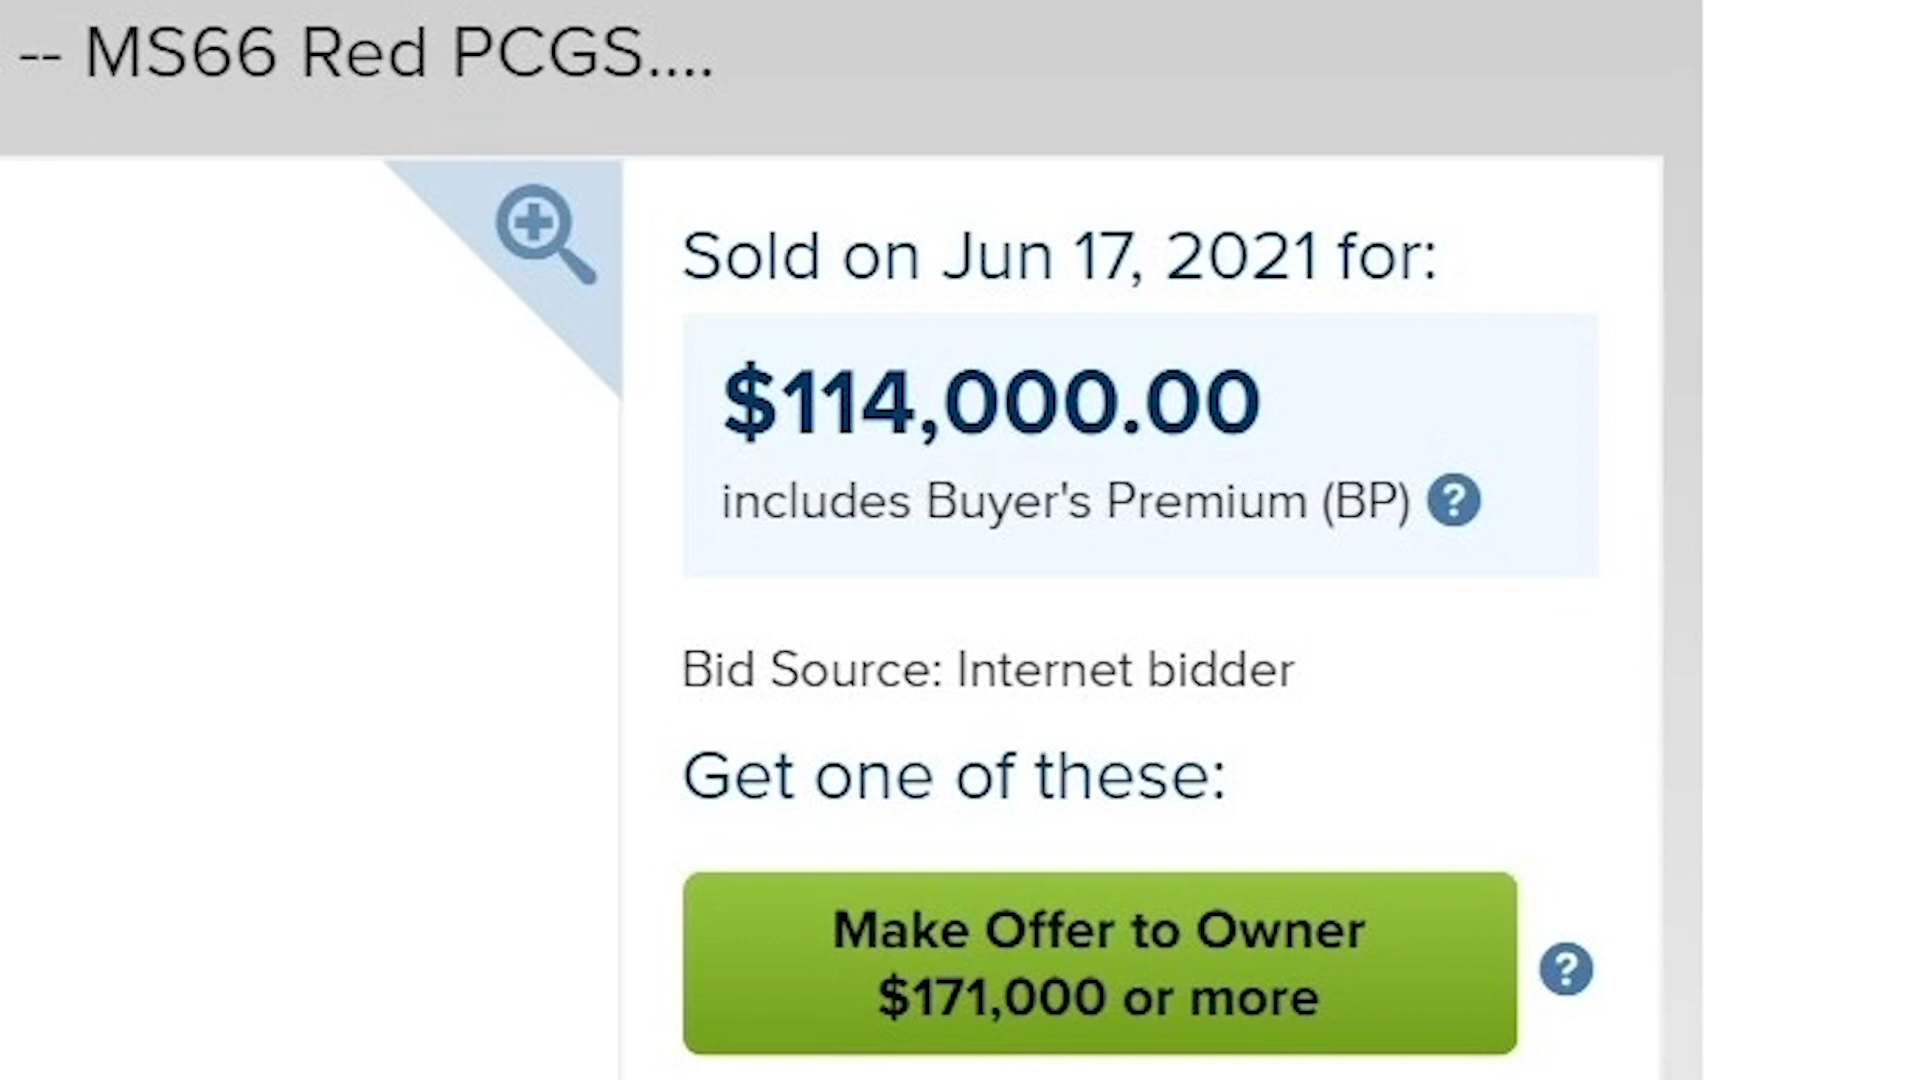 -- MS66 Red PCGS....
Sold on Jun 17, 2021 for:
$114,000.00
includes Buyer's Premium (BP) ?
Bid Source: Internet bidder
Get one of these:
Make Offer to Owner
$171,000 or more
?